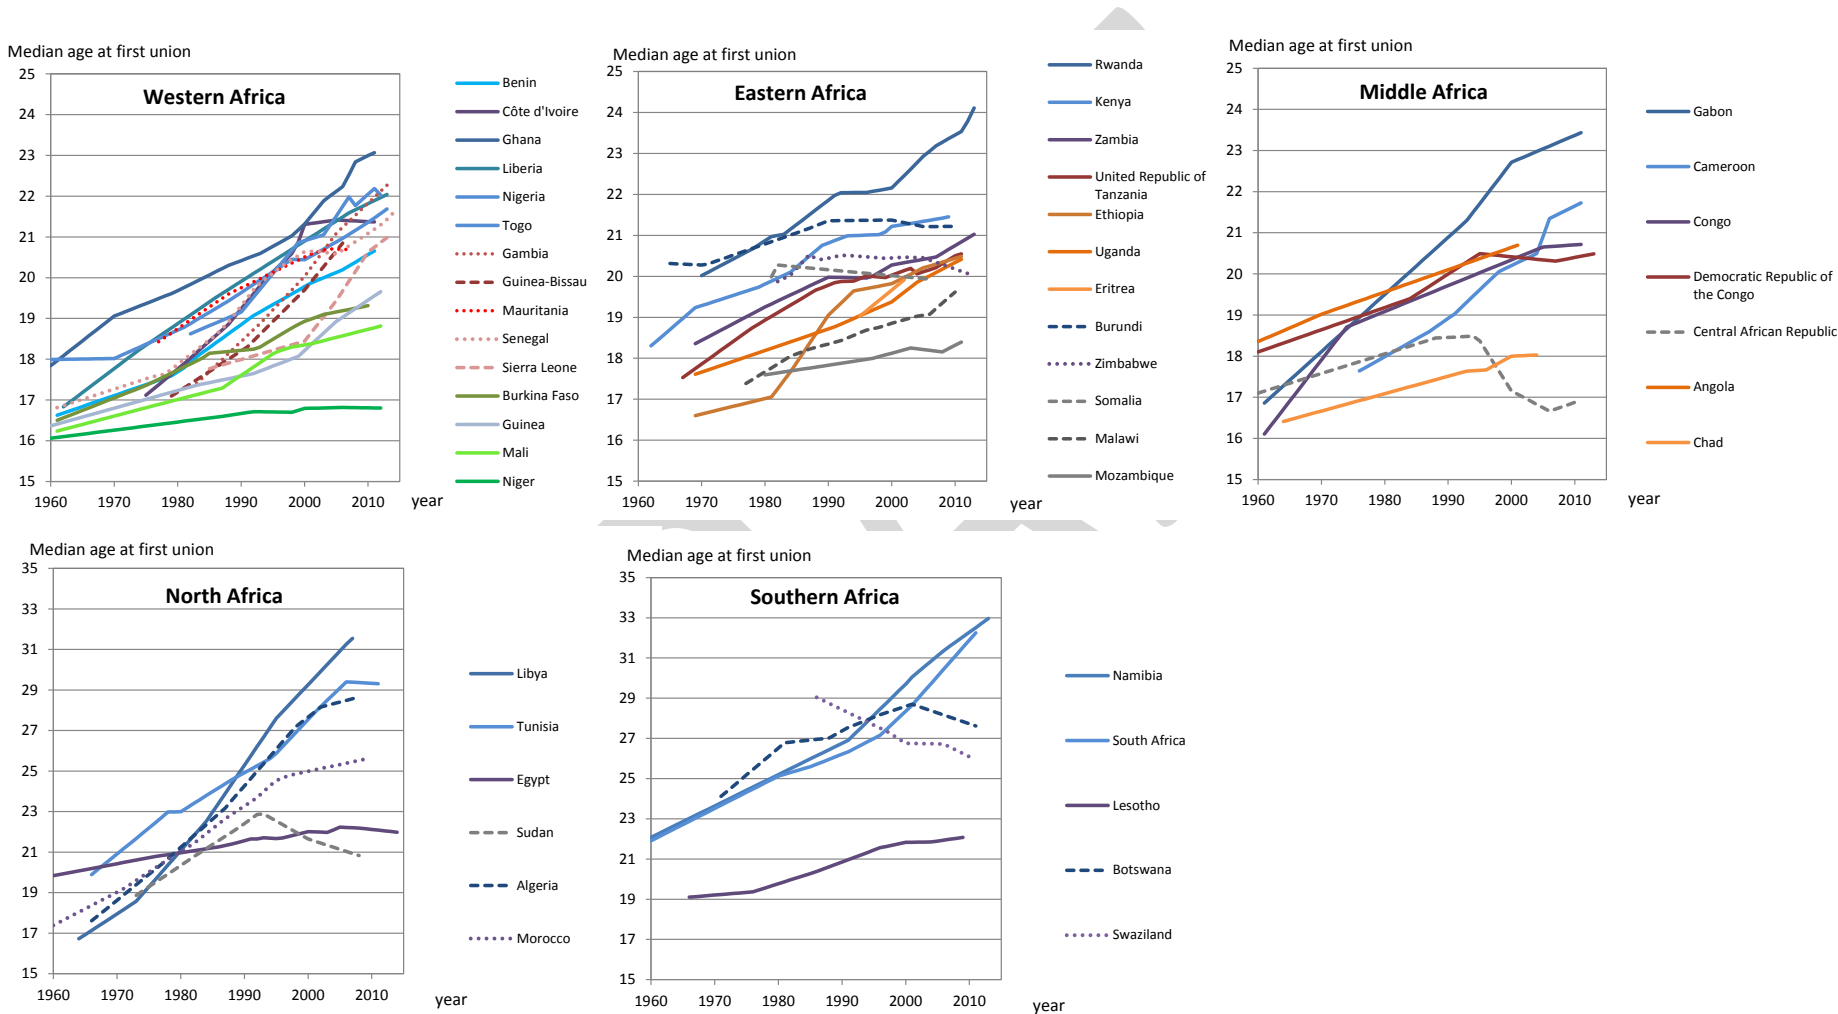 Median age at first union
Western Africa
25
24
23
22
21
20
19
18
17
16
15
1960 1970 1980 1990 2000 2010
year
Benin
Côte d'Ivoire
Ghana
Liberia
Nigeria
Togo
Gambia
Guinea-Bissau
Mauritania
Senegal
Sierra Leone
Burkina Faso
Guinea
Mali
Niger
Median age at first union
Eastern Africa
25
24
23
22
21
20
19
18
17
16
15
1960 1970 1980 1990 2000 2010
year
Rwanda
Kenya
Zambia
United Republic of
Tanzania
Ethiopia
Uganda
Eritrea
Burundi
Zimbabwe
Somalia
Malawi
Mozambique
Median age at first union
Middle Africa
25
24
23
22
21
20
19
18
17
16
15
1960 1970 1980 1990 2000 2010
year
Gabon
Cameroon
Congo
Democratic Republic of
the Congo
Central African Republic
Angola
Chad
Median age at first union
North Africa
35
33
31
29
27
25
23
21
19
17
15
1960 1970 1980 1990 2000 2010
year
Libya
Tunisia
Egypt
Sudan
Algeria
Morocco
Median age at first union
Southern Africa
35
33
31
29
27
25
23
21
19
17
15
1960 1970 1980 1990 2000 2010
year
Namibia
South Africa
Lesotho
Botswana
Swaziland